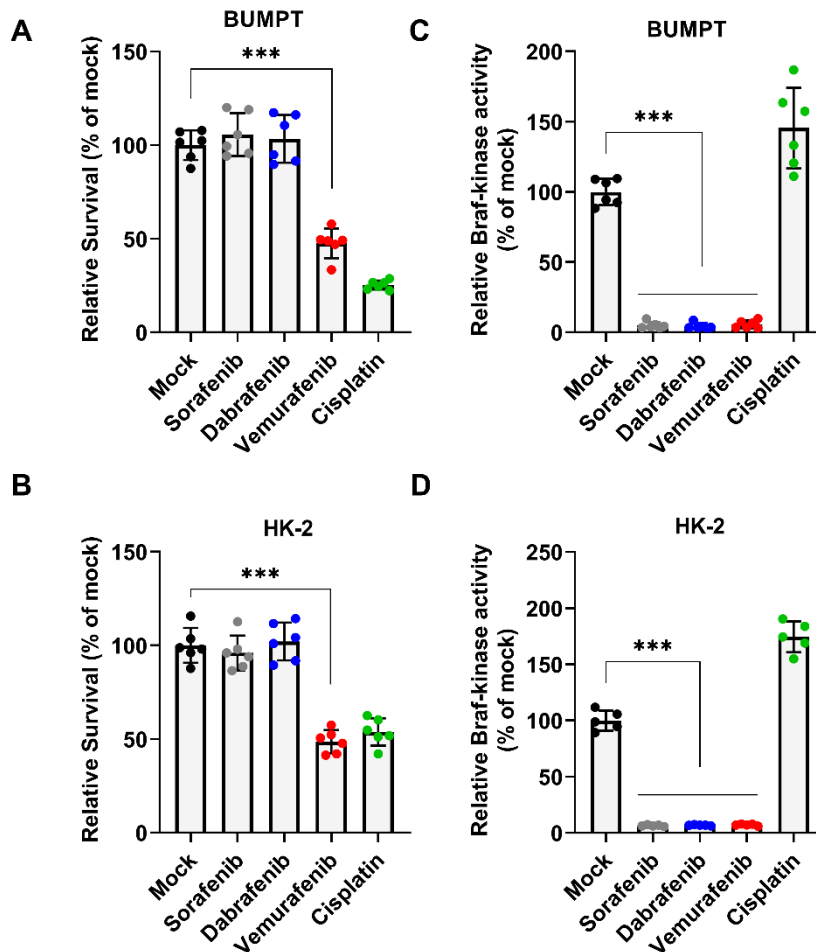 A
BUMPT
Relative Survival (% of mock)
150
100
50
0
***
Mock
Sorafenib
Dabrafenib
Vemurafenib
Cisplatin
C
BUMPT
Relative Braf-kinase activity
(% of mock)
200
150
100
50
0
***
Mock
Sorafenib
Dabrafenib
Vemurafenib
Cisplatin
B
HK-2
Relative Survival (% of mock)
150
100
50
0
***
Mock
Sorafenib
Dabrafenib
Vemurafenib
Cisplatin
D
HK-2
Relative Braf-kinase activity
(% of mock)
250
200
150
100
50
0
***
Mock
Sorafenib
Dabrafenib
Vemurafenib
Cisplatin